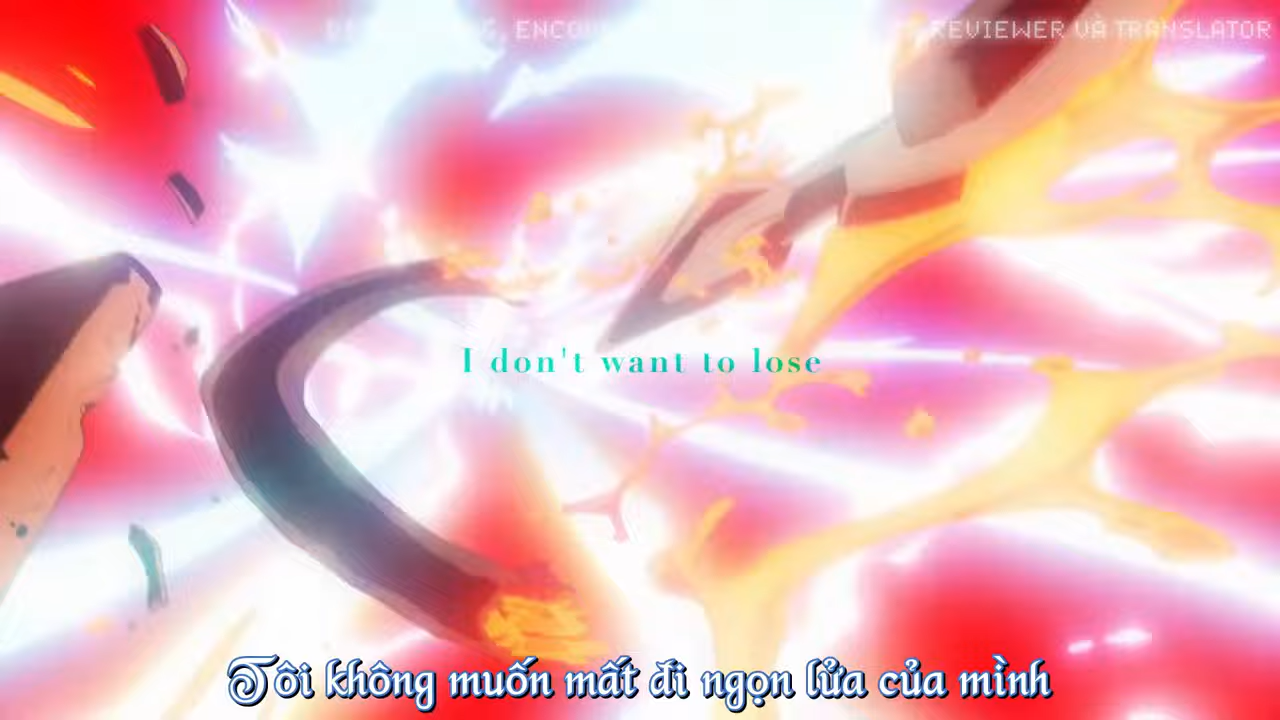 REVIEWER VÀ TRANSLATOR
I don't want to lose
Tôi không muốn mất đi ngọn lửa của mình